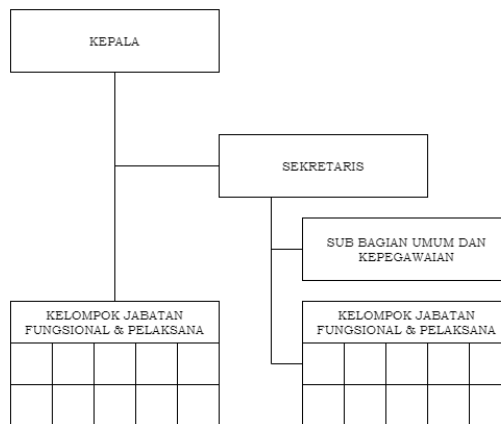 KEPALA
SEKRETARIS
SUB BAGIAN UMUM DAN
KEPEGAWAIAN
KELOMPOK JABATAN
FUNGSIONAL & PELAKSANA
KELOMPOK JABATAN
FUNGSIONAL & PELAKSANA